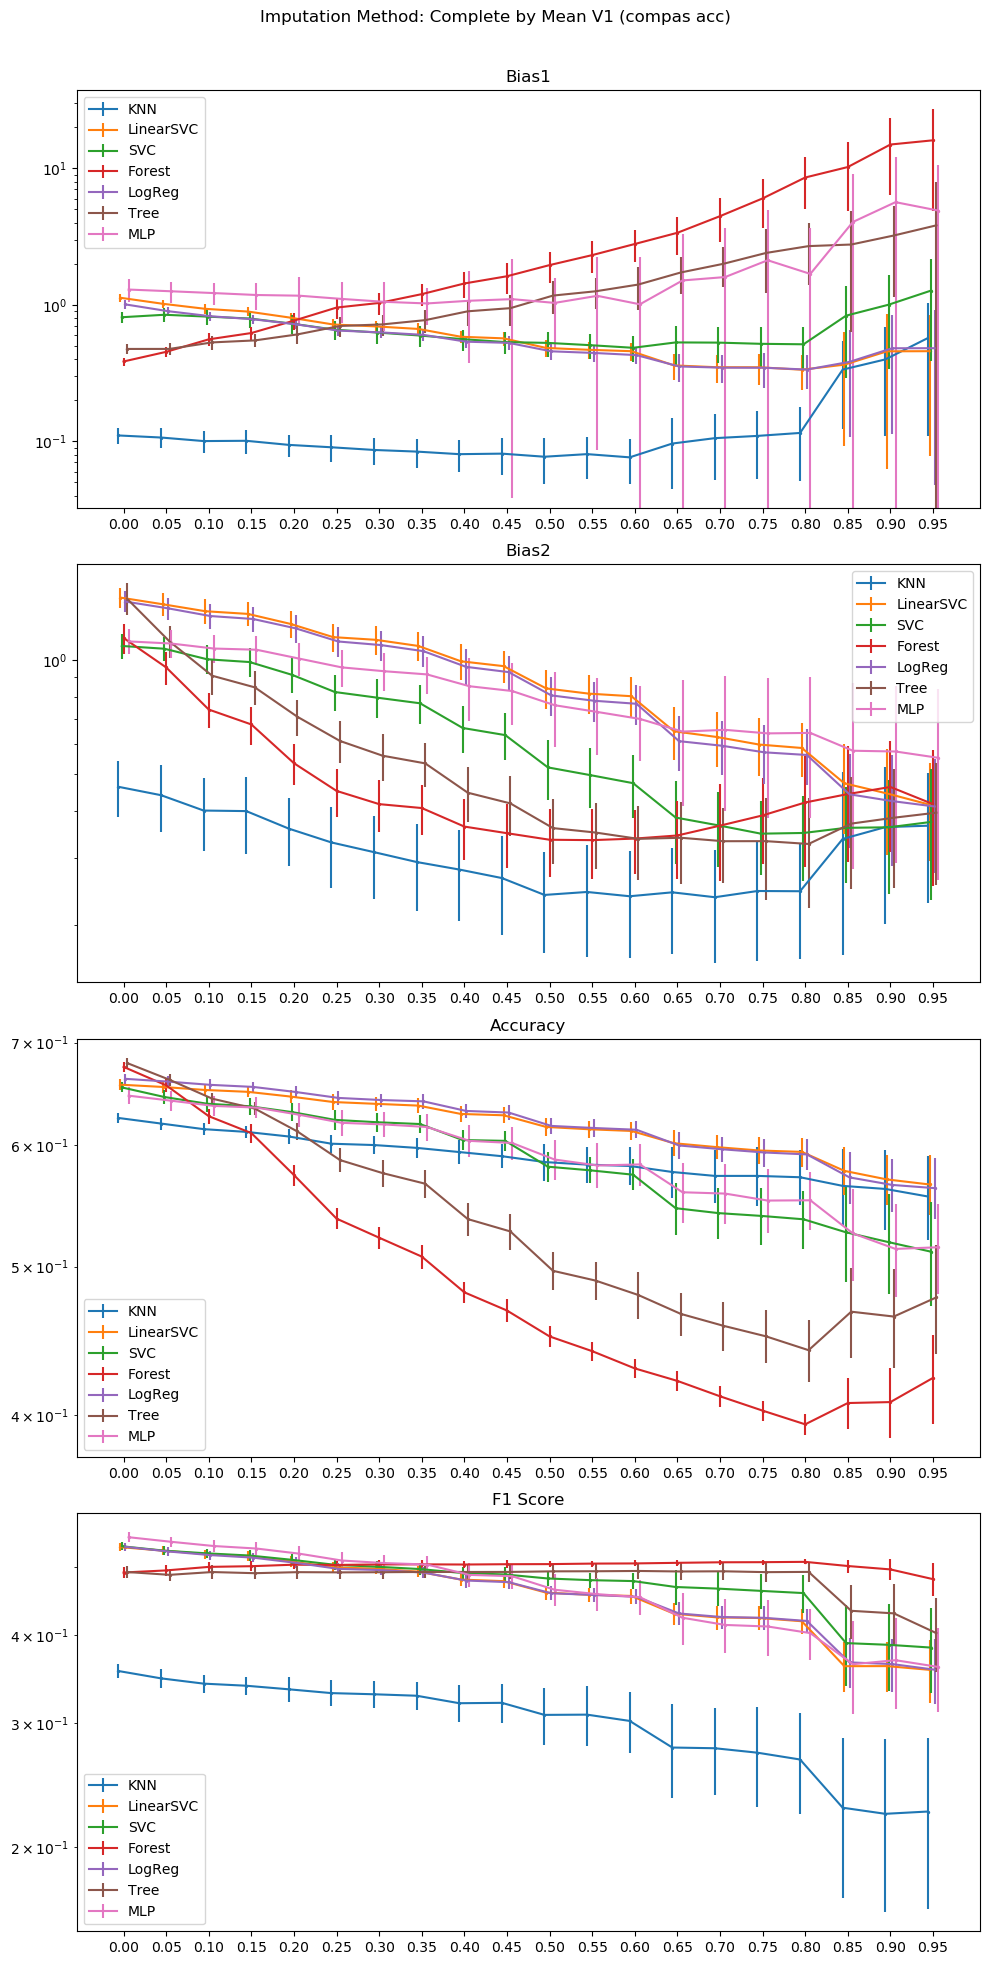 Imputation Method: Complete by Mean V1 (compas acc)
Bias1
KNN
LinearSVC
SVC
Forest
LogReg
Tree
MLP
10^1
10^0
10^-1
0.00 0.05 0.10 0.15 0.20 0.25 0.30 0.35 0.40 0.45 0.50 0.55 0.60 0.65 0.70 0.75 0.80 0.85 0.90 0.95
Bias2
KNN
LinearSVC
SVC
Forest
LogReg
Tree
MLP
10^0
0.00 0.05 0.10 0.15 0.20 0.25 0.30 0.35 0.40 0.45 0.50 0.55 0.60 0.65 0.70 0.75 0.80 0.85 0.90 0.95
Accuracy
7 × 10^-1
6 × 10^-1
5 × 10^-1
4 × 10^-1
KNN
LinearSVC
SVC
Forest
LogReg
Tree
MLP
0.00 0.05 0.10 0.15 0.20 0.25 0.30 0.35 0.40 0.45 0.50 0.55 0.60 0.65 0.70 0.75 0.80 0.85 0.90 0.95
F1 Score
4 × 10^-1
3 × 10^-1
2 × 10^-1
KNN
LinearSVC
SVC
Forest
LogReg
Tree
MLP
0.00 0.05 0.10 0.15 0.20 0.25 0.30 0.35 0.40 0.45 0.50 0.55 0.60 0.65 0.70 0.75 0.80 0.85 0.90 0.95